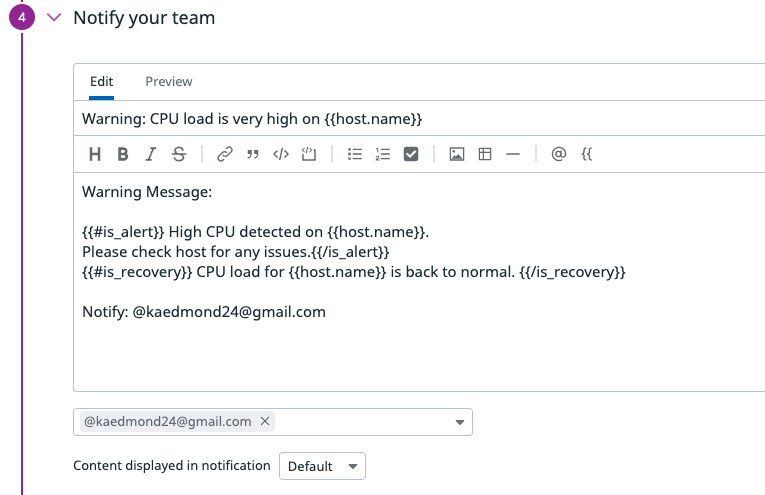 4 Notify your team
Edit Preview
Warning: CPU load is very high on {{host.name}}
H B I S </> </> @ {{
Warning Message:
{{#is_alert}} High CPU detected on {{host.name}}.
Please check host for any issues.{{/is_alert}}
{{#is_recovery}} CPU load for {{host.name}} is back to normal. {{/is_recovery}}
Notify: @kaedmond24@gmail.com
@kaedmond24@gmail.com ×
Content displayed in notification Default